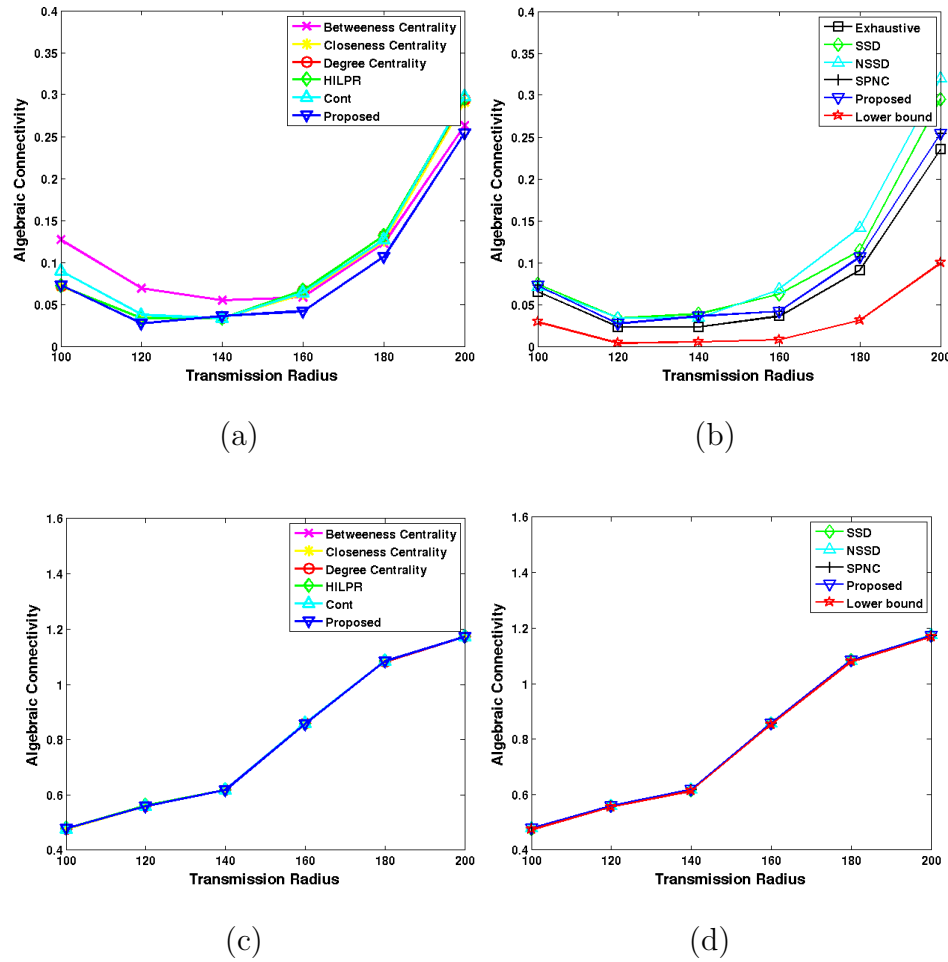 0.4
0.35
0.3
0.25
0.2
0.15
0.1
0.05
0
Algebraic Connectivity
Betweeness Centrality
Closeness Centrality
Degree Centrality
HILPR
Cont
Proposed
100 120 140 160 180 200
Transmission Radius
(a)
0.4
0.35
0.3
0.25
0.2
0.15
0.1
0.05
0
Algebraic Connectivity
Exhaustive
SSD
NSSD
SPNC
Proposed
Lower bound
100 120 140 160 180 200
Transmission Radius
(b)
1.6
1.4
1.2
1
0.8
0.6
0.4
Algebraic Connectivity
Betweeness Centrality
Closeness Centrality
Degree Centrality
HILPR
Cont
Proposed
100 120 140 160 180 200
Transmission Radius
(c)
1.6
1.4
1.2
1
0.8
0.6
0.4
Algebraic Connectivity
SSD
NSSD
SPNC
Proposed
Lower bound
100 120 140 160 180 200
Transmission Radius
(d)